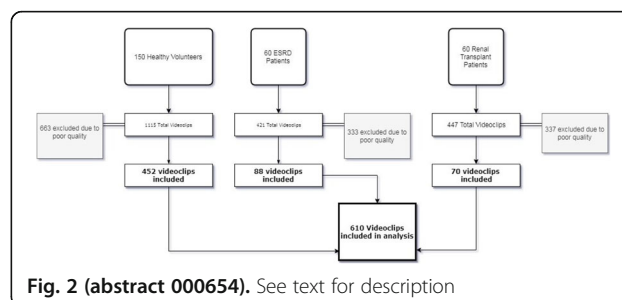 150 Healthy Volunteers
60 ESRD
Patients
60 Renal
Transplant
Patients
663 excluded due to
poor quality
1115 Total Videoclips
421 Total Videoclips
333 excluded due to
poor quality
447 Total Videoclips
337 excluded due to
poor quality
452 videoclips
included
88 videoclips
included
70 videoclips
included
610 Videoclips
included in analysis
Fig. 2 (abstract 000654). See text for description